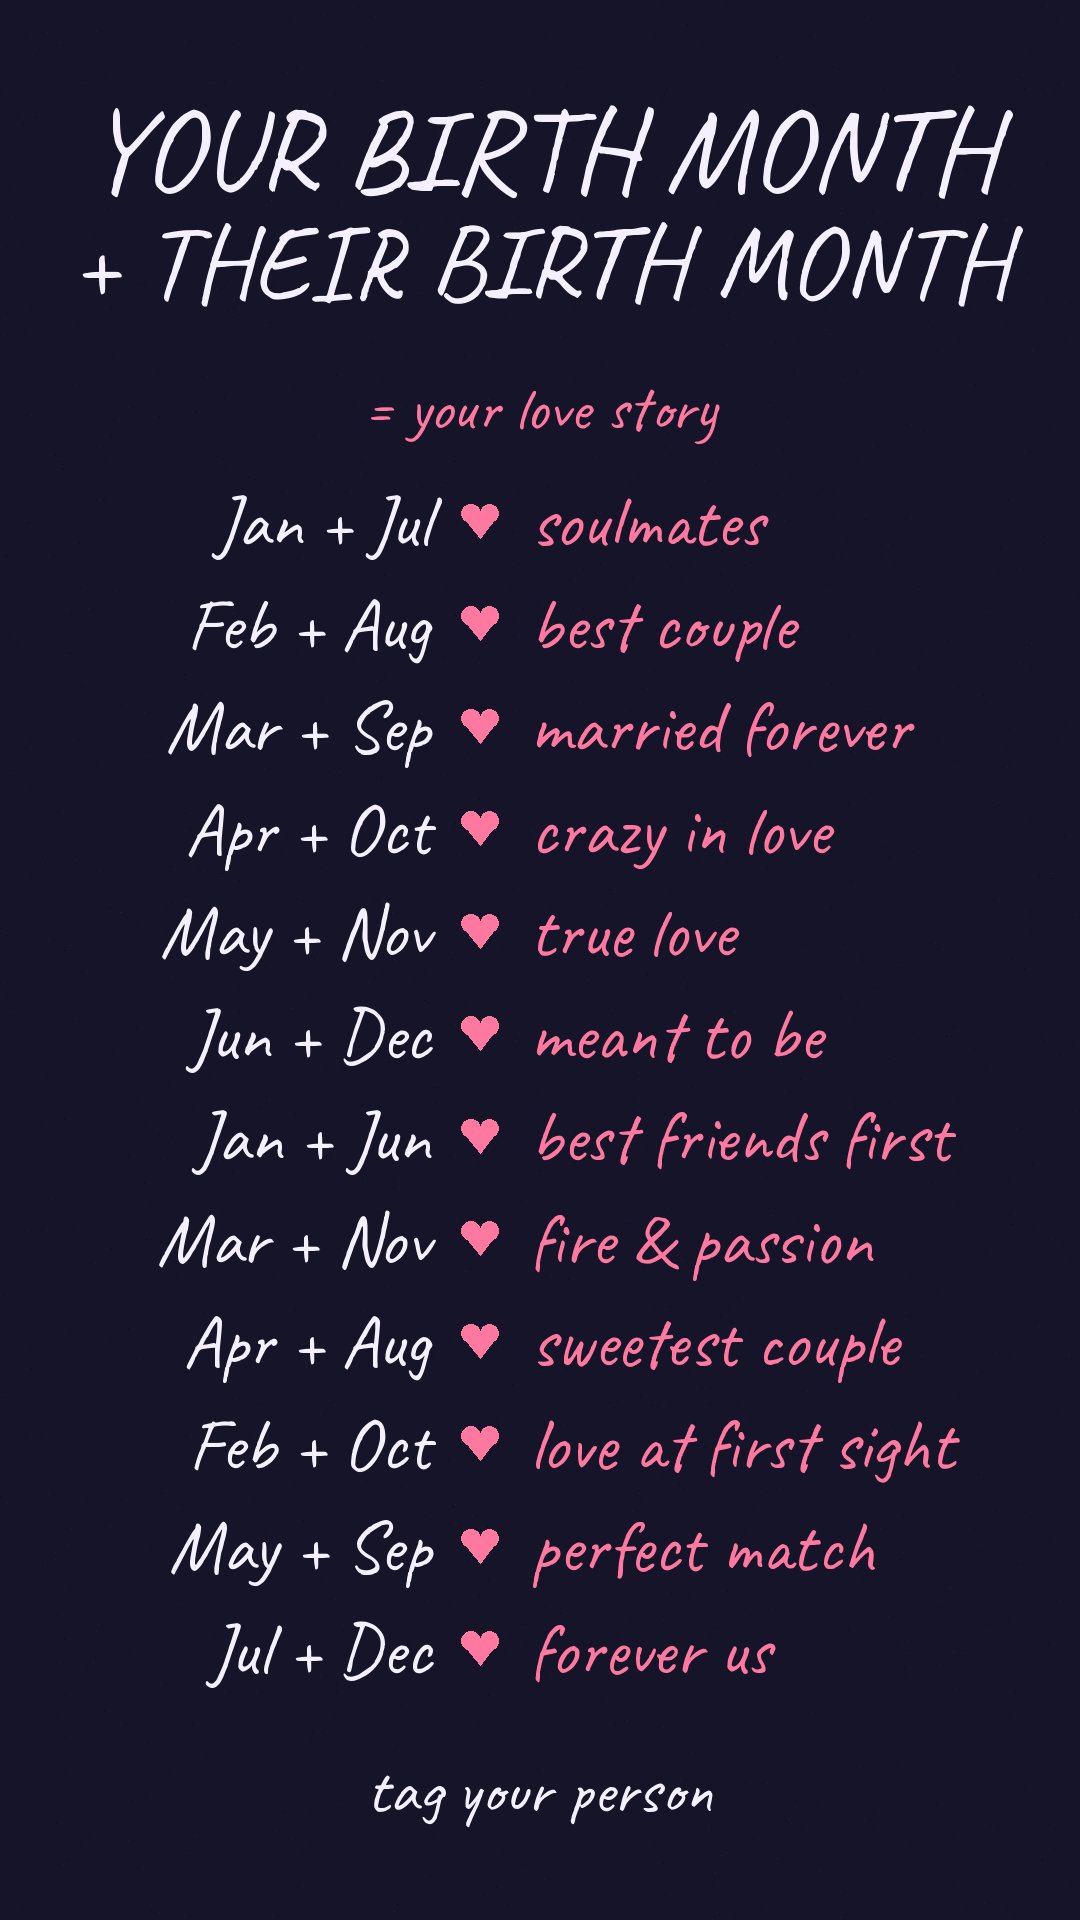 YOUR BIRTH MONTH
+ THEIR BIRTH MONTH
= your love story
Jan + Jul ♥ soulmates
Feb + Aug ♥ best couple
Mar + Sep ♥ married forever
Apr + Oct ♥ crazy in love
May + Nov ♥ true love
Jun + Dec ♥ meant to be
Jan + Jun ♥ best friends first
Mar + Nov ♥ fire & passion
Apr + Aug ♥ sweetest couple
Feb + Oct ♥ love at first sight
May + Sep ♥ perfect match
Jul + Dec ♥ forever us
tag your person